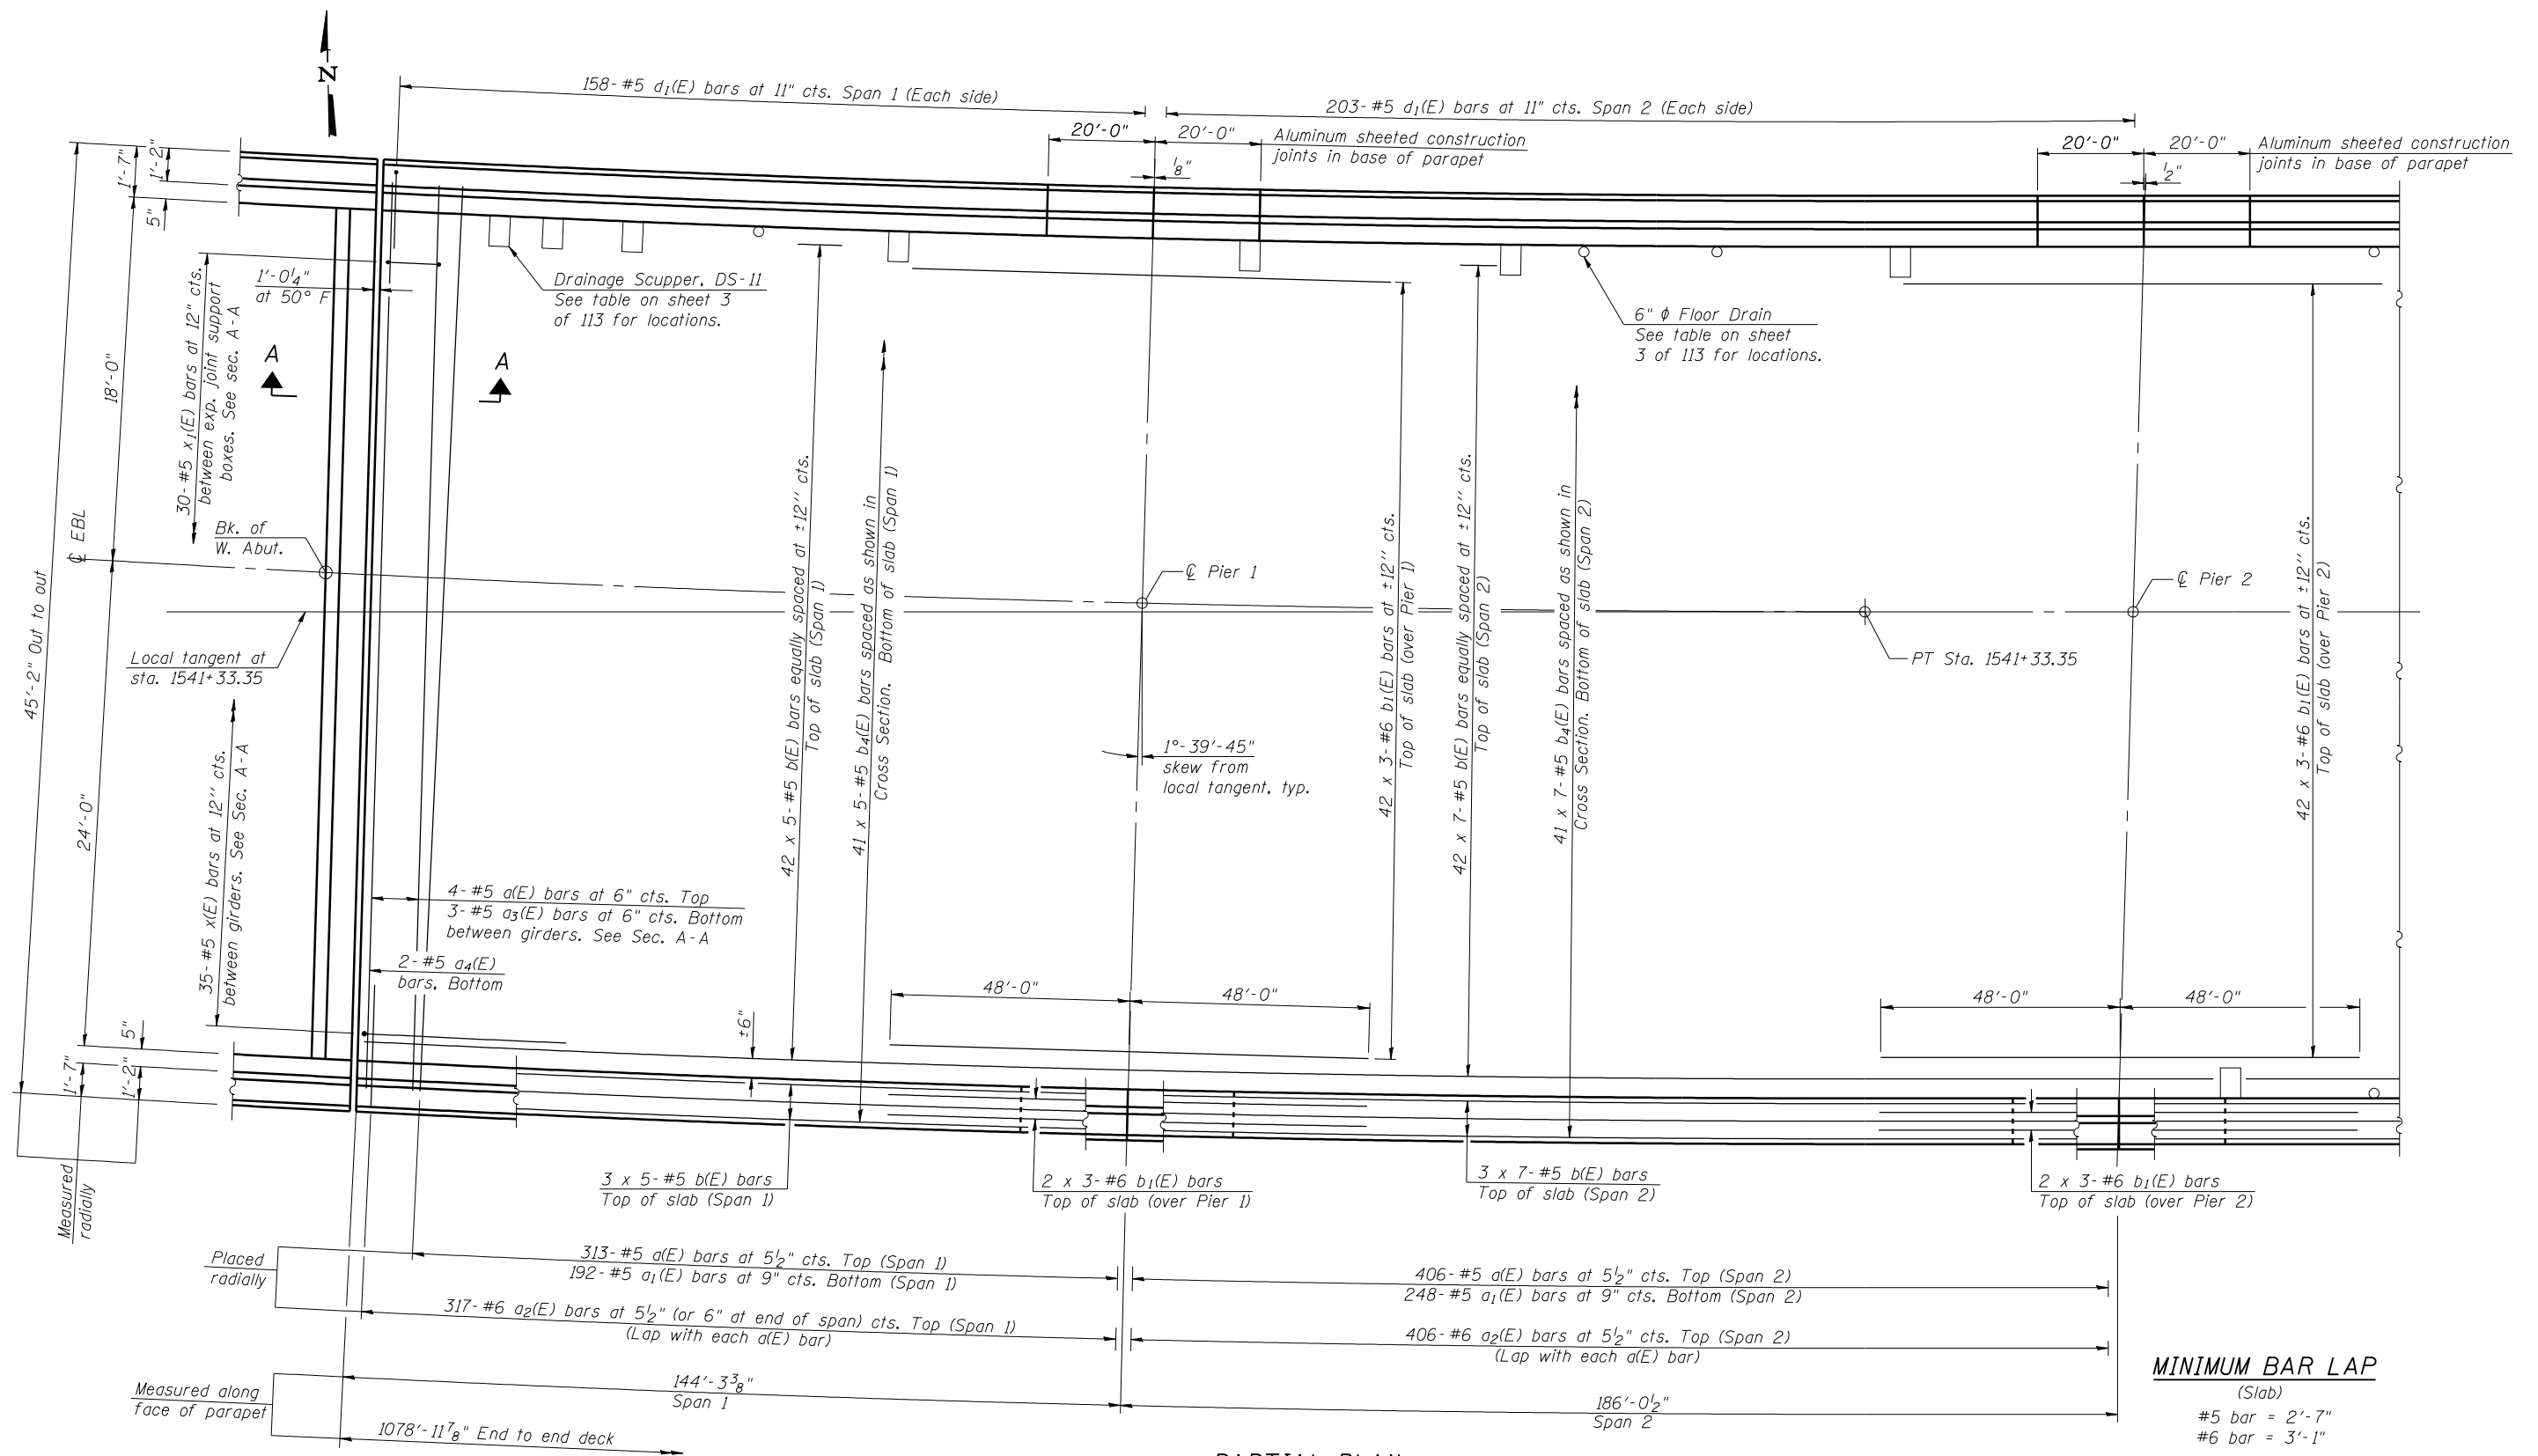 N
158-#5 d1(E) bars at 11" cts. Span 1 (Each side)
203-#5 d1(E) bars at 11" cts. Span 2 (Each side)
20'-0"
20'-0"
Aluminum sheeted construction
joints in base of parapet
1/8"
20'-0"
20'-0"
Aluminum sheeted construction
joints in base of parapet
1/2"
1'-7"
1'-2"
5"
1'-0 1/4"
at 50° F
Drainage Scupper, DS-11
See table on sheet 3
of 113 for locations.
6" ϕ Floor Drain
See table on sheet
3 of 113 for locations.
A
A
30-#5 x1(E) bars at 12" cts.
between exp. joint support
boxes. See sec. A-A
18'-0"
℄ EBL
45'-2" Out to out
Bk. of
W. Abut.
℄ Pier 1
℄ Pier 2
Local tangent at
sta. 1541+33.35
PT Sta. 1541+33.35
1°-39'-45"
skew from
local tangent, typ.
42 x 5-#5 b(E) bars equally spaced at ±12" cts.
Top of slab (Span 1)
41 x 5-#5 b4(E) bars spaced as shown in
Cross Section. Bottom of slab (Span 1)
42 x 3-#6 b1(E) bars at ±12" cts.
Top of slab (over Pier 1)
42 x 7-#5 b(E) bars equally spaced at ±12" cts.
Top of slab (Span 2)
41 x 7-#5 b4(E) bars spaced as shown in
Cross Section. Bottom of slab (Span 2)
42 x 3-#6 b1(E) bars at ±12" cts.
Top of slab (over Pier 2)
24'-0"
35-#5 x(E) bars at 12" cts.
between girders. See Sec. A-A
4-#5 a(E) bars at 6" cts. Top
3-#5 a3(E) bars at 6" cts. Bottom
between girders. See Sec. A-A
2-#5 a4(E)
bars, Bottom
48'-0"
48'-0"
48'-0"
48'-0"
±6"
5"
1'-7"
1'-2"
Measured
radially
3 x 5-#5 b(E) bars
Top of slab (Span 1)
2 x 3-#6 b1(E) bars
Top of slab (over Pier 1)
3 x 7-#5 b(E) bars
Top of slab (Span 2)
2 x 3-#6 b1(E) bars
Top of slab (over Pier 2)
Placed
radially
313-#5 a(E) bars at 5 1/2" cts. Top (Span 1)
192-#5 a1(E) bars at 9" cts. Bottom (Span 1)
406-#5 a(E) bars at 5 1/2" cts. Top (Span 2)
248-#5 a1(E) bars at 9" cts. Bottom (Span 2)
317-#6 a2(E) bars at 5 1/2" (or 6" at end of span) cts. Top (Span 1)
(Lap with each a(E) bar)
406-#6 a2(E) bars at 5 1/2" cts. Top (Span 2)
(Lap with each a(E) bar)
Measured along
face of parapet
144'-3 3/8"
Span 1
186'-0 1/2"
Span 2
1078'-11 7/8" End to end deck
MINIMUM BAR LAP
(Slab)
#5 bar = 2'-7"
#6 bar = 3'-1"
PARTIAL PLAN